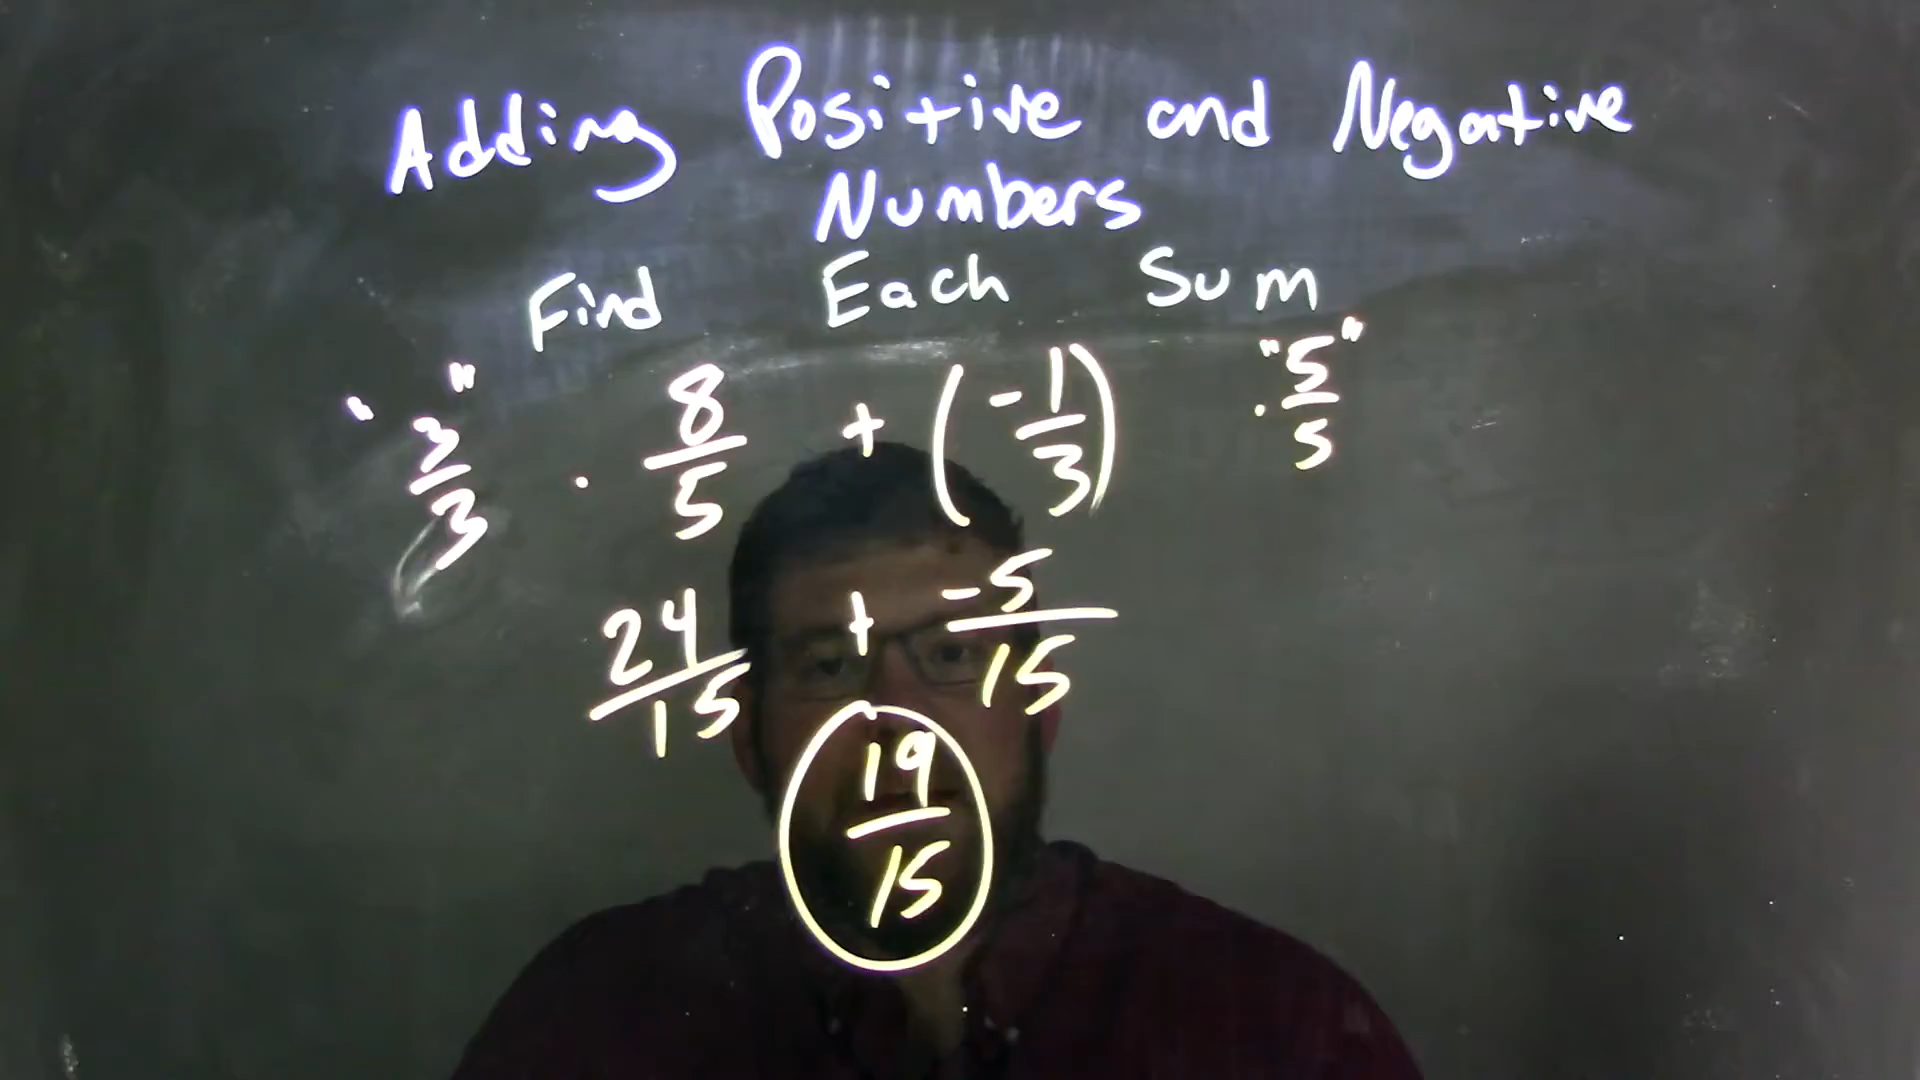 Adding Positive and Negative
Numbers
Find Each Sum
"3/3" · 8/5 + (-1/3) · "5/5"
24/15 + -5/15
19/15